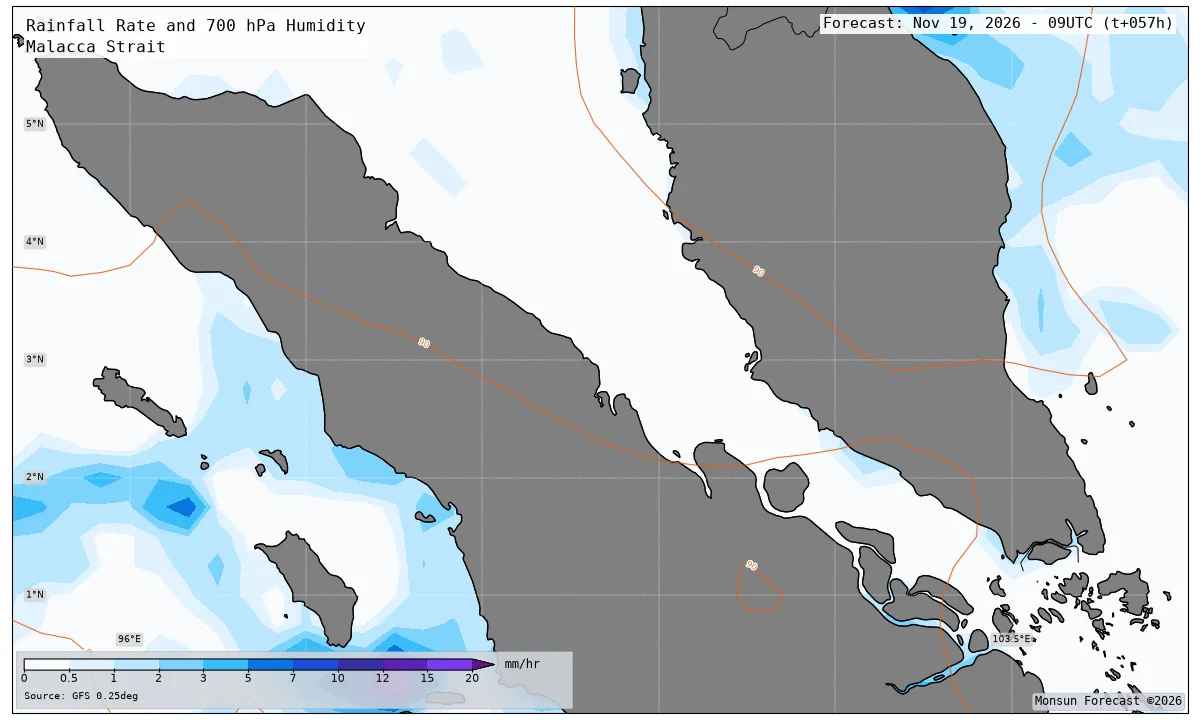 Rainfall Rate and 700 hPa Humidity
Malacca Strait
Forecast: Nov 19, 2026 - 09UTC (t+057h)
5°N
4°N
90
90
3°N
2°N
90
1°N
96°E
103.5°E
mm/hr
0 0.5 1 2 3 5 7 10 12 15 20
Source: GFS 0.25deg
Monsun Forecast ©2026